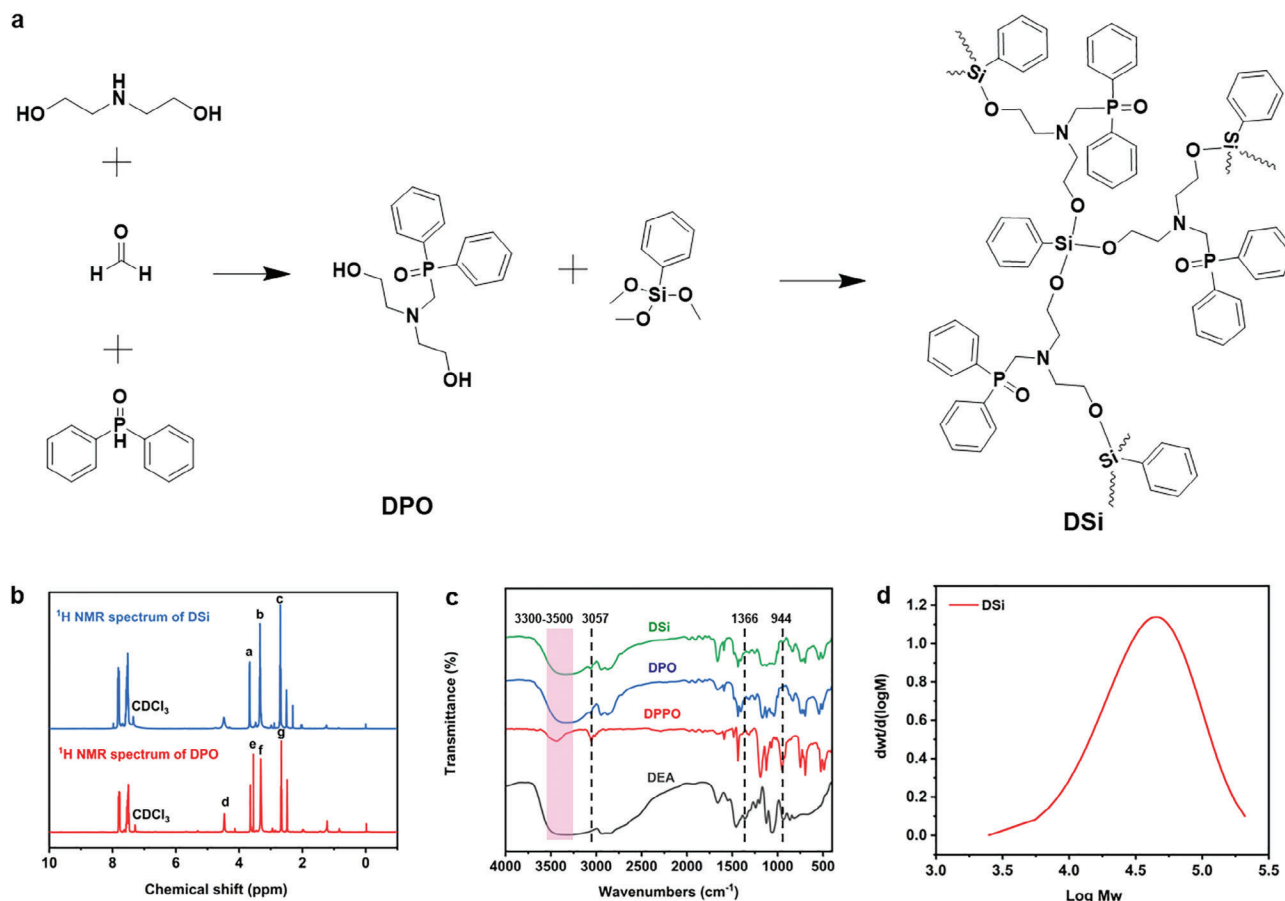 a
H
N
HO
OH
O
H
H
O
P
H
HO
O
P
N
OH
DPO
Si
O
O
O
Si
O
N
P
O
O
Si
N
O
Si
O
O
P
O
N
P
O
O
Si
DSi
b
¹H NMR spectrum of DSi
a
b
c
CDCl₃
¹H NMR spectrum of DPO
d
e
f
g
CDCl₃
10 8 6 4 2 0
Chemical shift (ppm)
c
3300-3500 3057 1366 944
DSi
DPO
DPPO
DEA
Transmittance (%)
4000 3500 3000 2500 2000 1500 1000 500
Wavenumbers (cm⁻¹)
d
DSi
dwt/(logM)
1.2
1.0
0.8
0.6
0.4
0.2
0.0
3.0 3.5 4.0 4.5 5.0 5.5
Log Mw